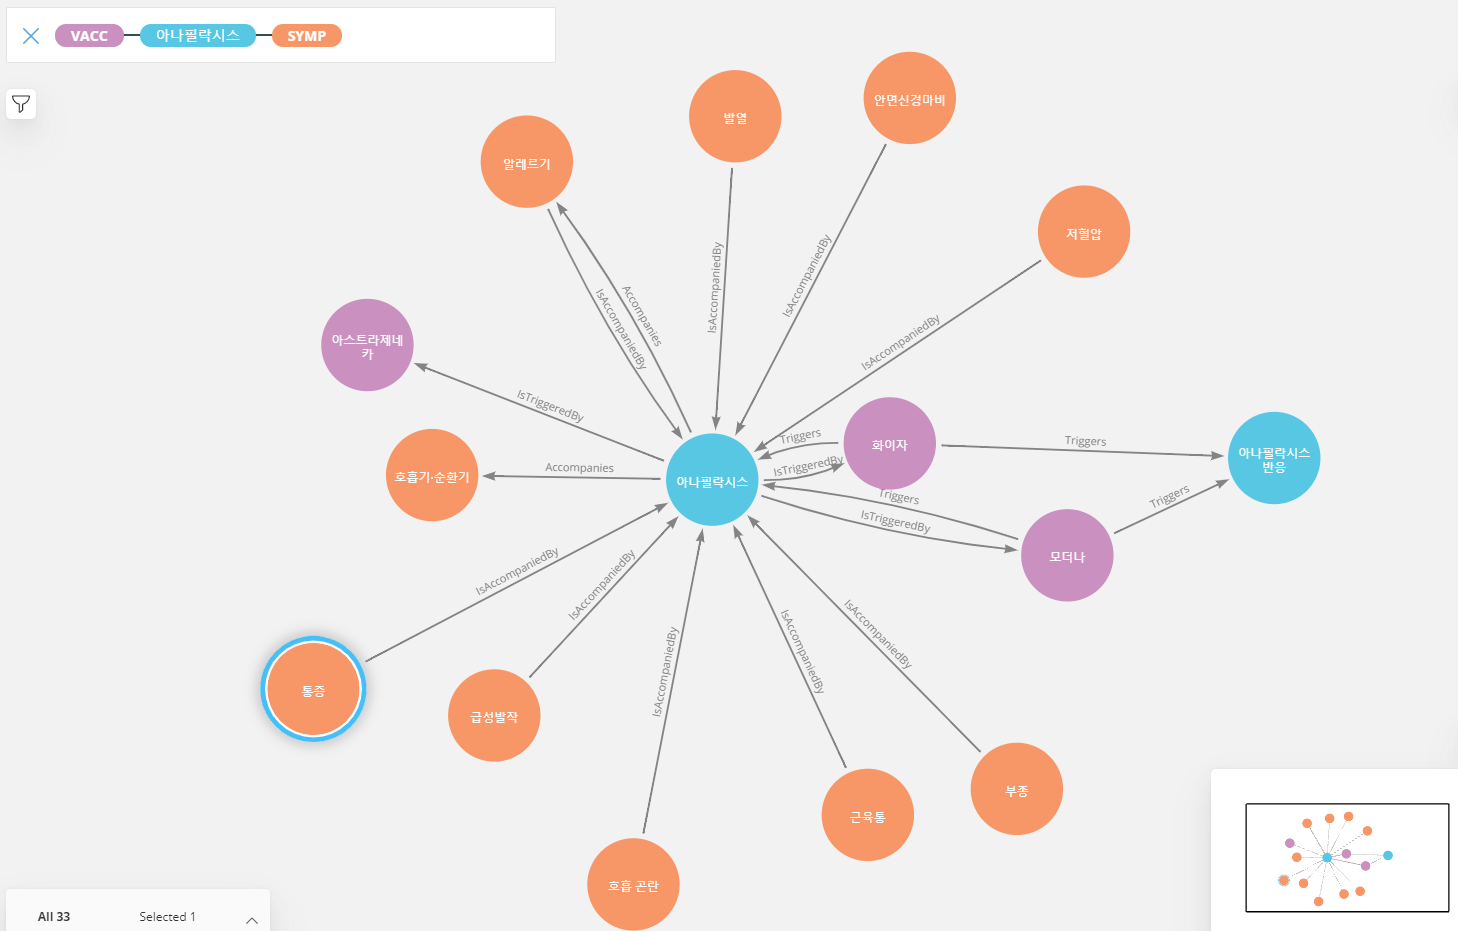 VACC 아나필락시스 SYMP
안면신경마비
발열
알레르기
저혈압
IsAccompaniedBy
IsAccompaniedBy
Accompanies
IsAccompaniedBy
IsAccompaniedBy
아스트라제네
카
IsTriggeredBy
Triggers
화이자
Triggers
아나필락시스
반응
IsTriggeredBy
호흡기·순환기
Accompanies
아나필락시스
Triggers
Triggers
IsTriggeredBy
모더나
IsAccompaniedBy
IsAccompaniedBy
IsAccompaniedBy
IsAccompaniedBy
IsAccompaniedBy
통증
급성발작
부종
근육통
호흡 곤란
All 33 Selected 1